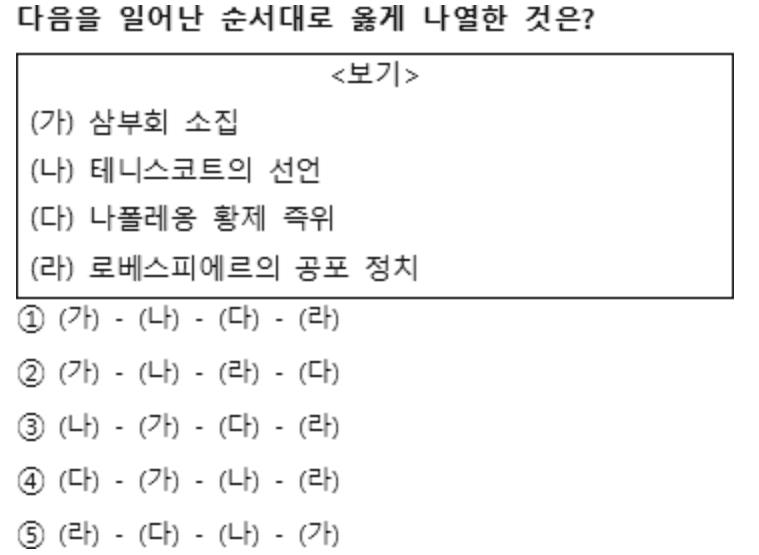 다음을 일어난 순서대로 옳게 나열한 것은?
<보기>
(가) 삼부회 소집
(나) 테니스코트의 선언
(다) 나폴레옹 황제 즉위
(라) 로베스피에르의 공포 정치
① (가) - (나) - (다) - (라)
② (가) - (나) - (라) - (다)
③ (나) - (가) - (다) - (라)
④ (다) - (가) - (나) - (라)
⑤ (라) - (다) - (나) - (가)